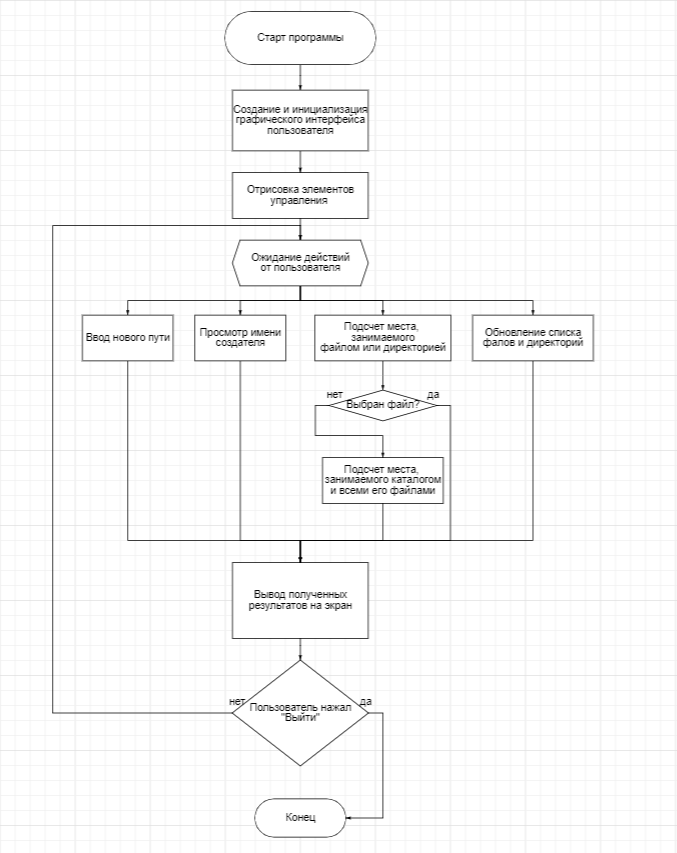 Старт программы
Создание и инициализация
графического интерфейса
пользователя
Отрисовка элементов
управления
Ожидание действий
от пользователя
Ввод нового пути
Просмотр имени
создателя
Подсчет места,
занимаемого
файлом или директорией
Обновление списка
фалов и директорий
нет
Выбран файл?
да
Подсчет места,
занимаемого каталогом
и всеми его файлами
Вывод полученных
результатов на экран
нет
Пользователь нажал
"Выйти"
да
Конец